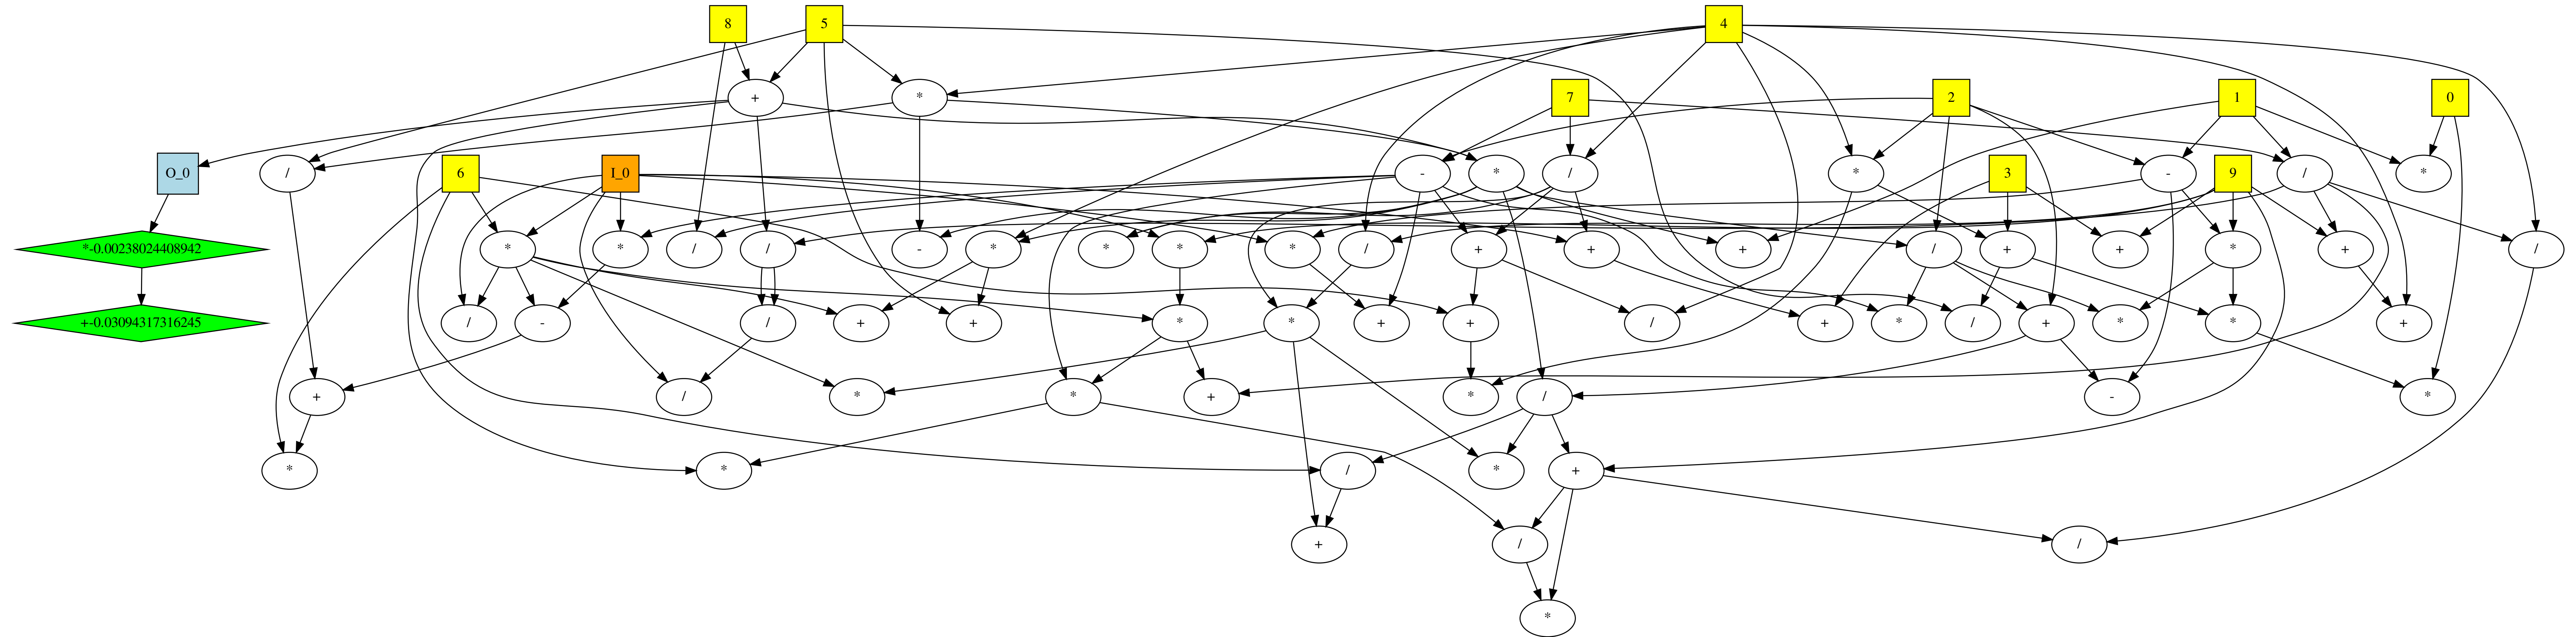 8 5 4
+ * 7 2 1 0
O_0 / 6 I_0 - * / * 3 - 9 / *
*-0.00238024408942 * * / / - * * * * / + + + / + + * + /
+-0.03094317316245 / - / + + * * + + / + * / + * * +
+ / * * + * / - *
* * / * +
+ / /
*